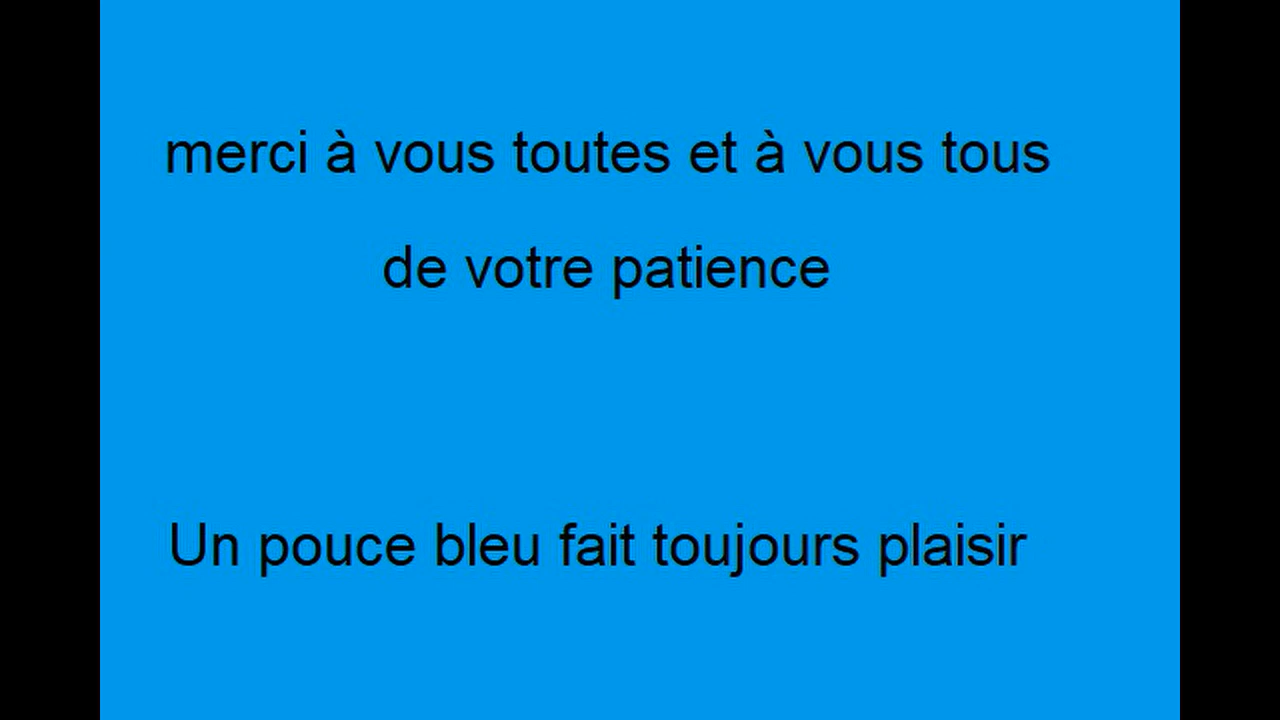 merci à vous toutes et à vous tous
de votre patience
Un pouce bleu fait toujours plaisir